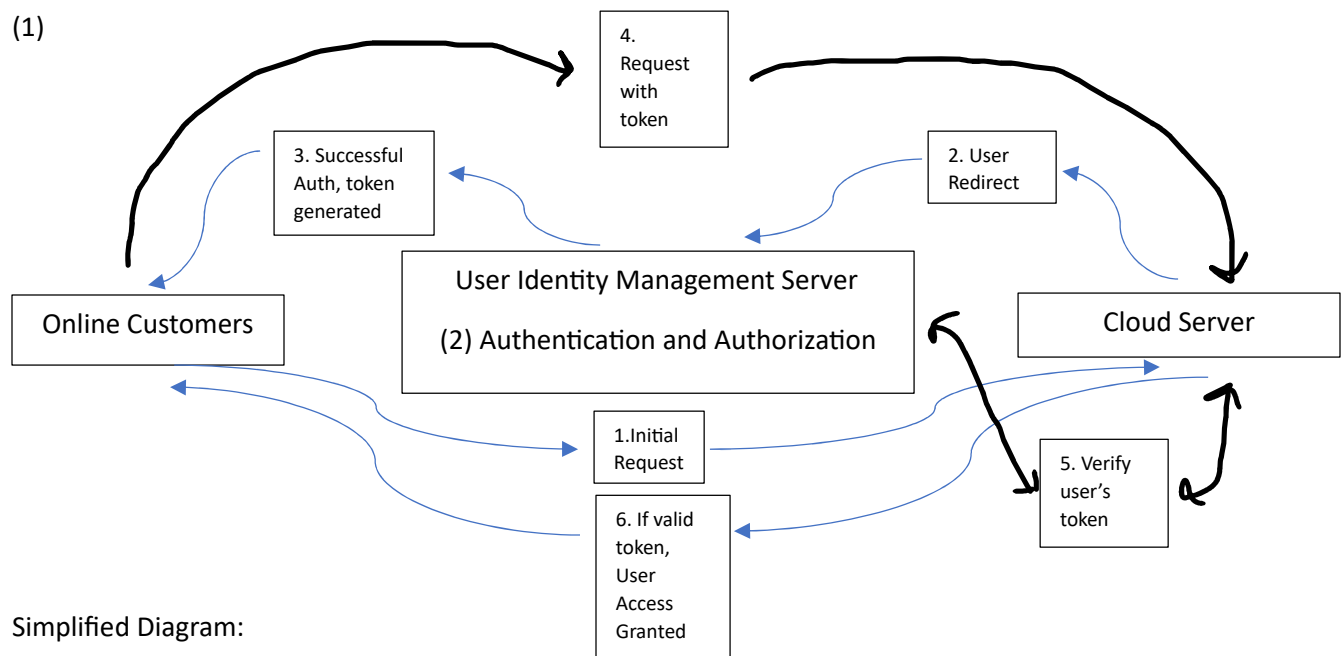 (1)
4.
Request
with
token
3. Successful
Auth, token
generated
2. User
Redirect
User Identity Management Server
(2) Authentication and Authorization
Online Customers
Cloud Server
1.Initial
Request
5. Verify
user’s
token
6. If valid
token,
User
Access
Granted
Simplified Diagram: